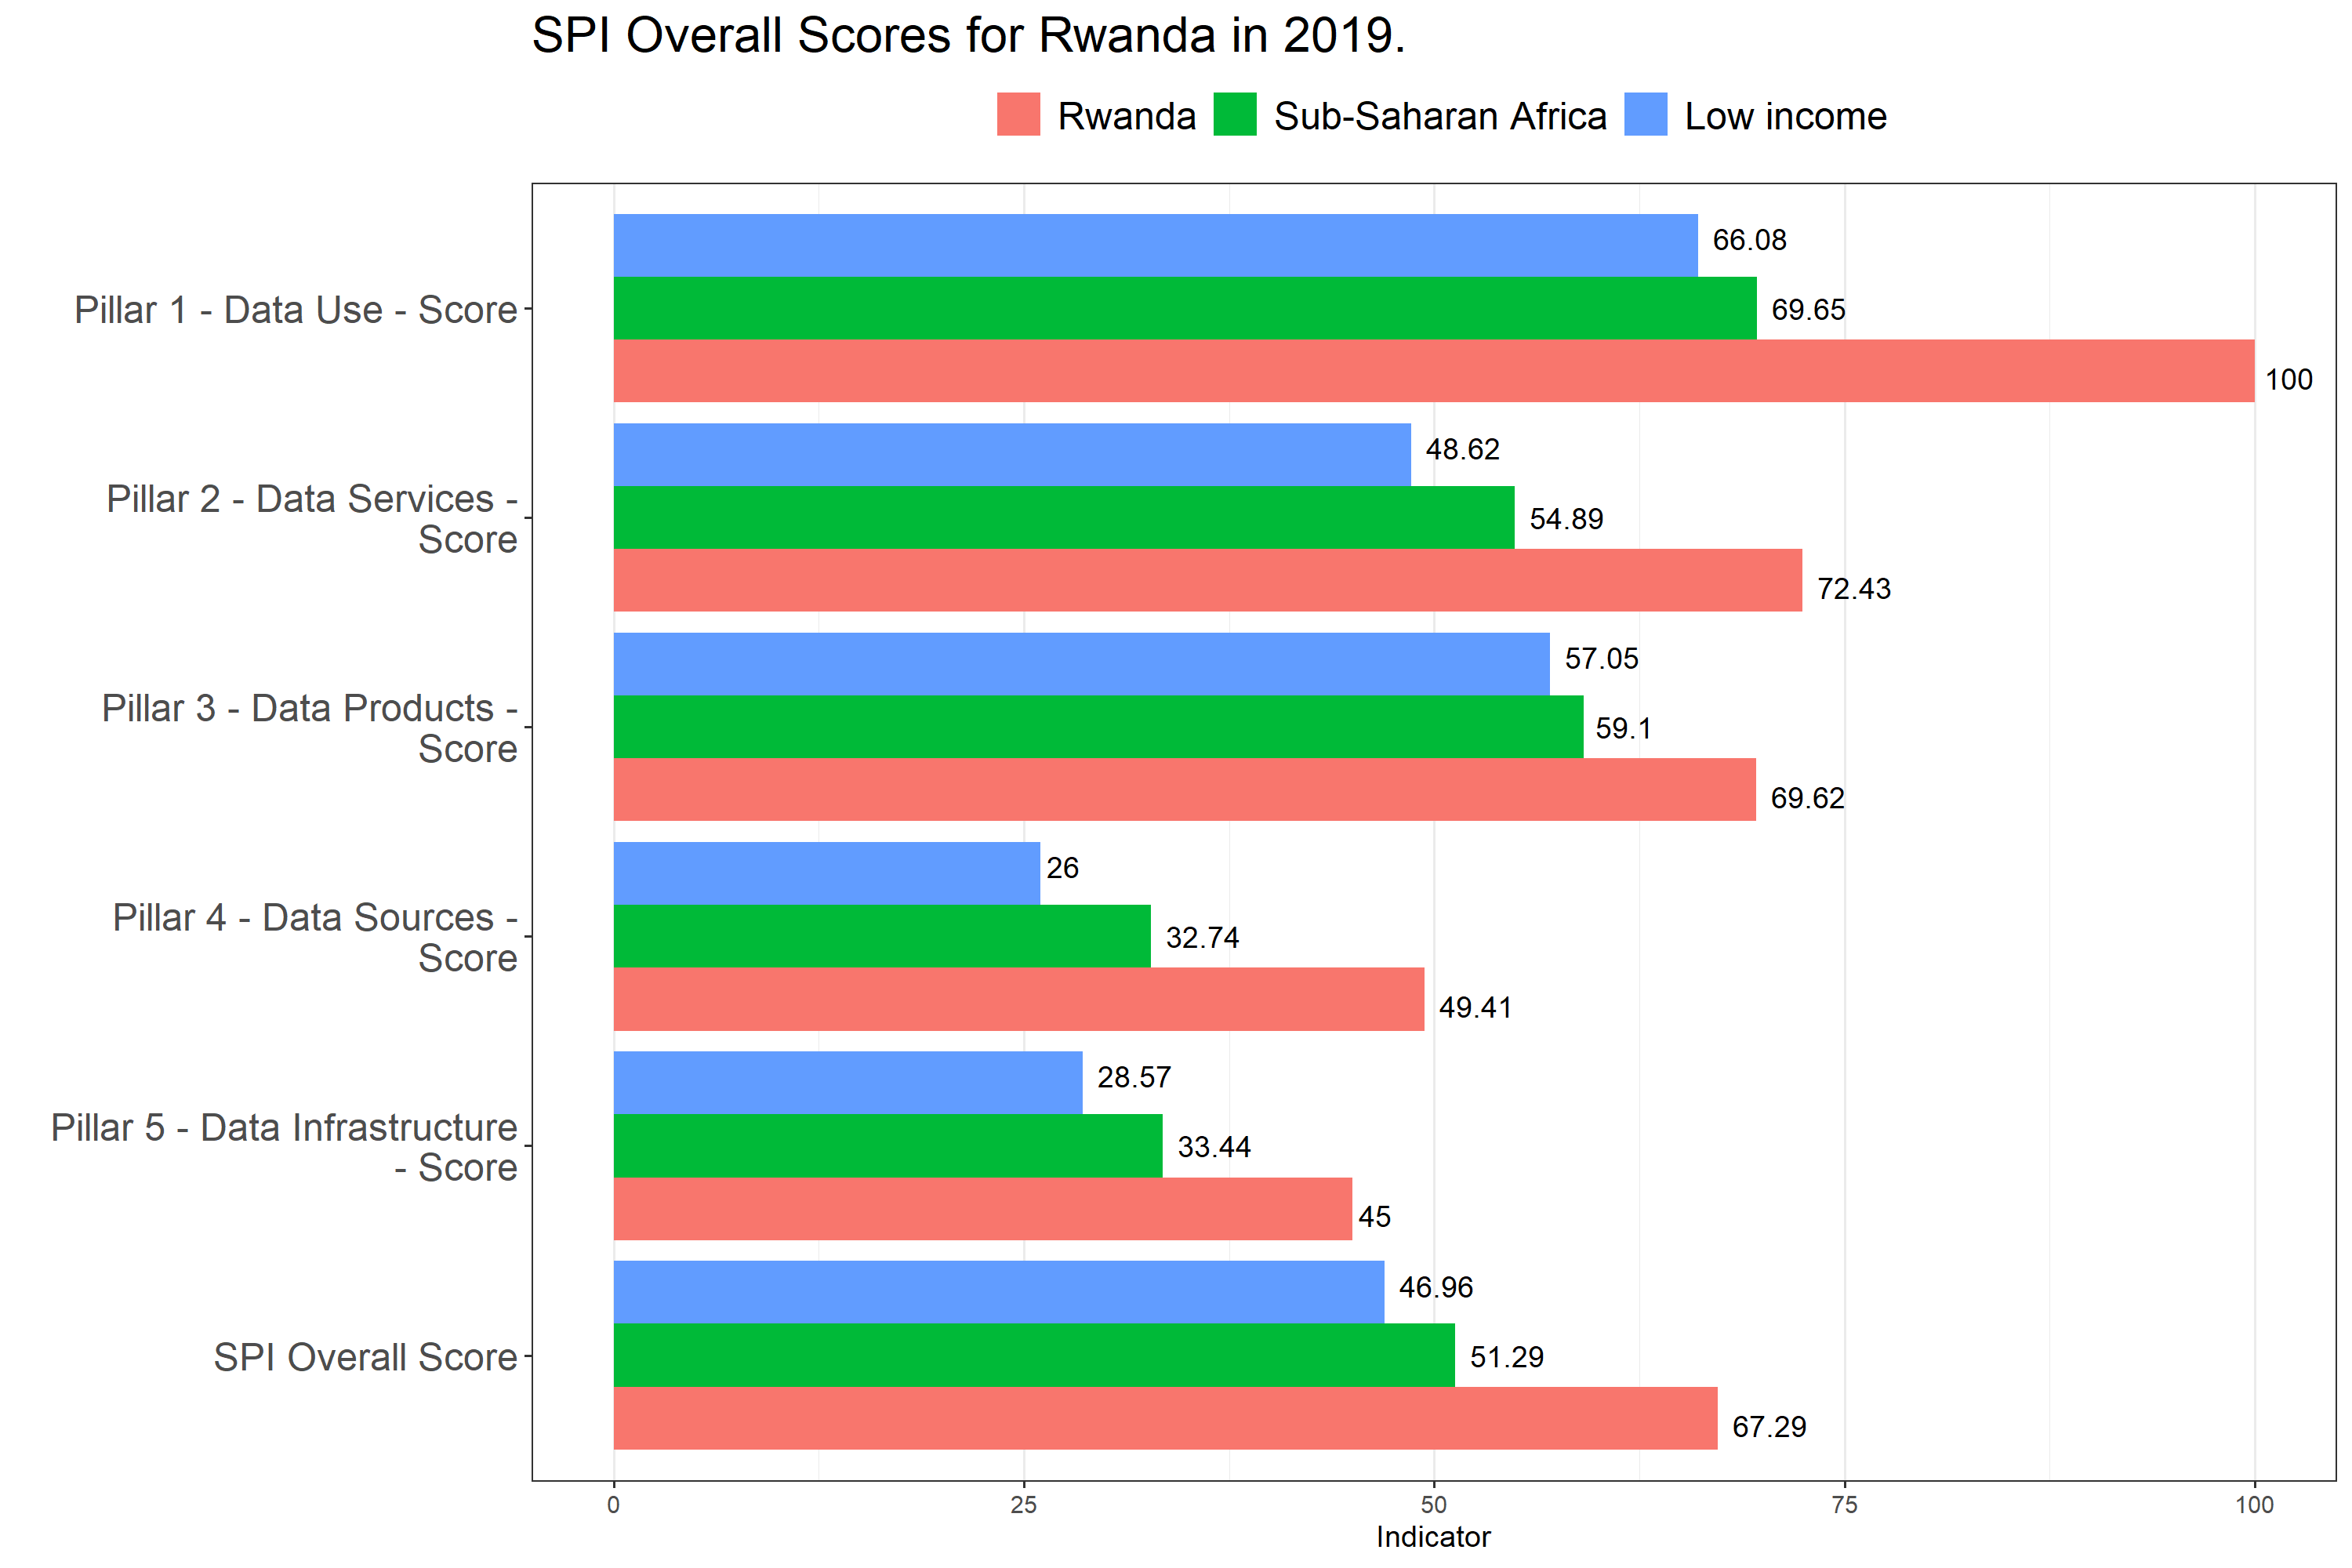 SPI Overall Scores for Rwanda in 2019.
Rwanda Sub-Saharan Africa Low income
Pillar 1 - Data Use - Score
66.08
69.65
100
Pillar 2 - Data Services -
Score
48.62
54.89
72.43
Pillar 3 - Data Products -
Score
57.05
59.1
69.62
Pillar 4 - Data Sources -
Score
26
32.74
49.41
Pillar 5 - Data Infrastructure
- Score
28.57
33.44
45
SPI Overall Score
46.96
51.29
67.29
0 25 50 75 100
Indicator